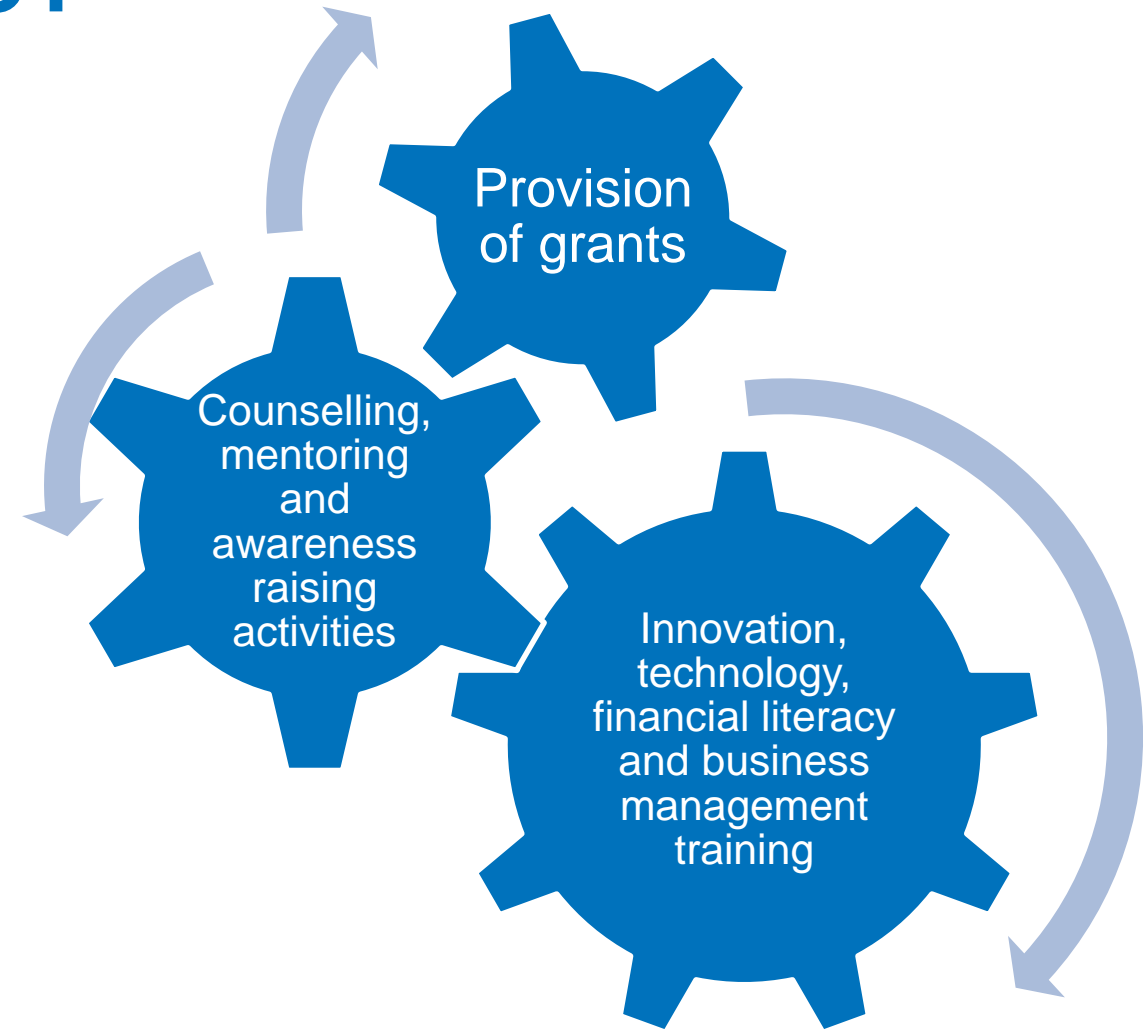 Provision
of grants
Counselling,
mentoring
and
awareness
raising
activities
Innovation,
technology,
financial literacy
and business
management
training